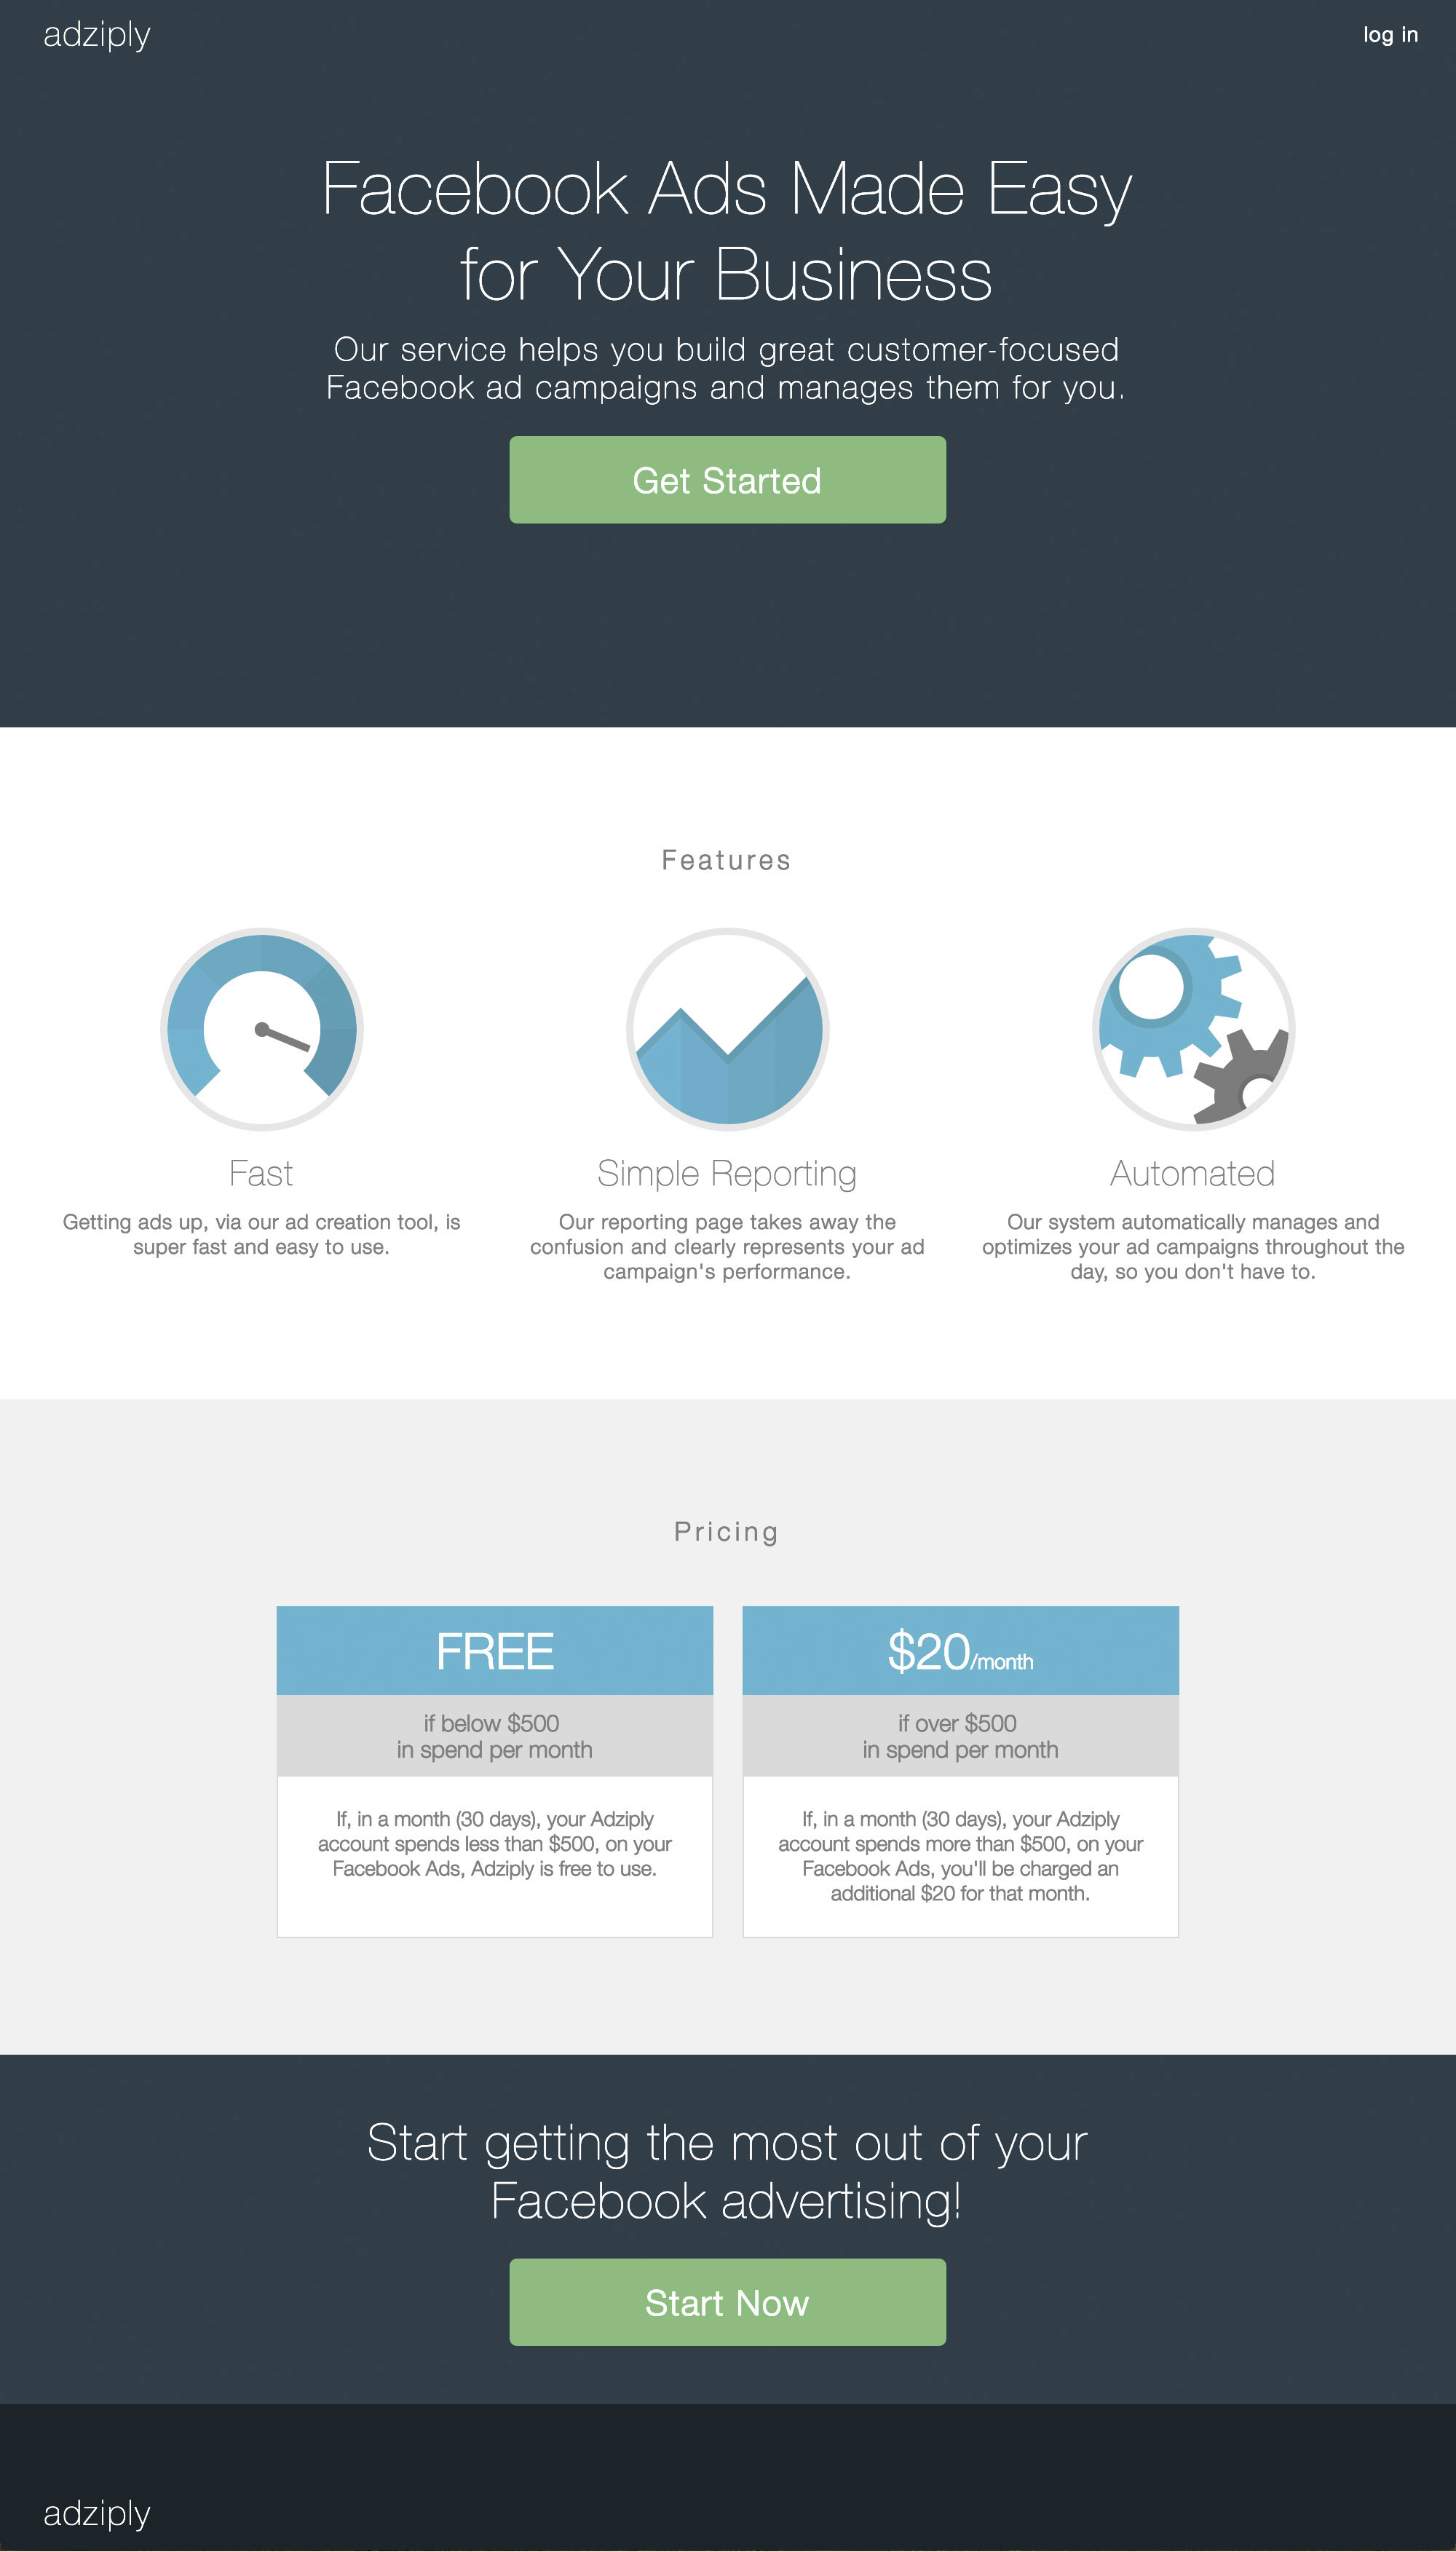 adziply
log in
Facebook Ads Made Easy
for Your Business
Our service helps you build great customer-focused
Facebook ad campaigns and manages them for you.
Get Started
Features
Fast
Getting ads up, via our ad creation tool, is
super fast and easy to use.
Simple Reporting
Our reporting page takes away the
confusion and clearly represents your ad
campaign's performance.
Automated
Our system automatically manages and
optimizes your ad campaigns throughout the
day, so you don't have to.
Pricing
FREE
if below $500
in spend per month
If, in a month (30 days), your Adziply
account spends less than $500, on your
Facebook Ads, Adziply is free to use.
$20/month
if over $500
in spend per month
If, in a month (30 days), your Adziply
account spends more than $500, on your
Facebook Ads, you'll be charged an
additional $20 for that month.
Start getting the most out of your
Facebook advertising!
Start Now
adziply